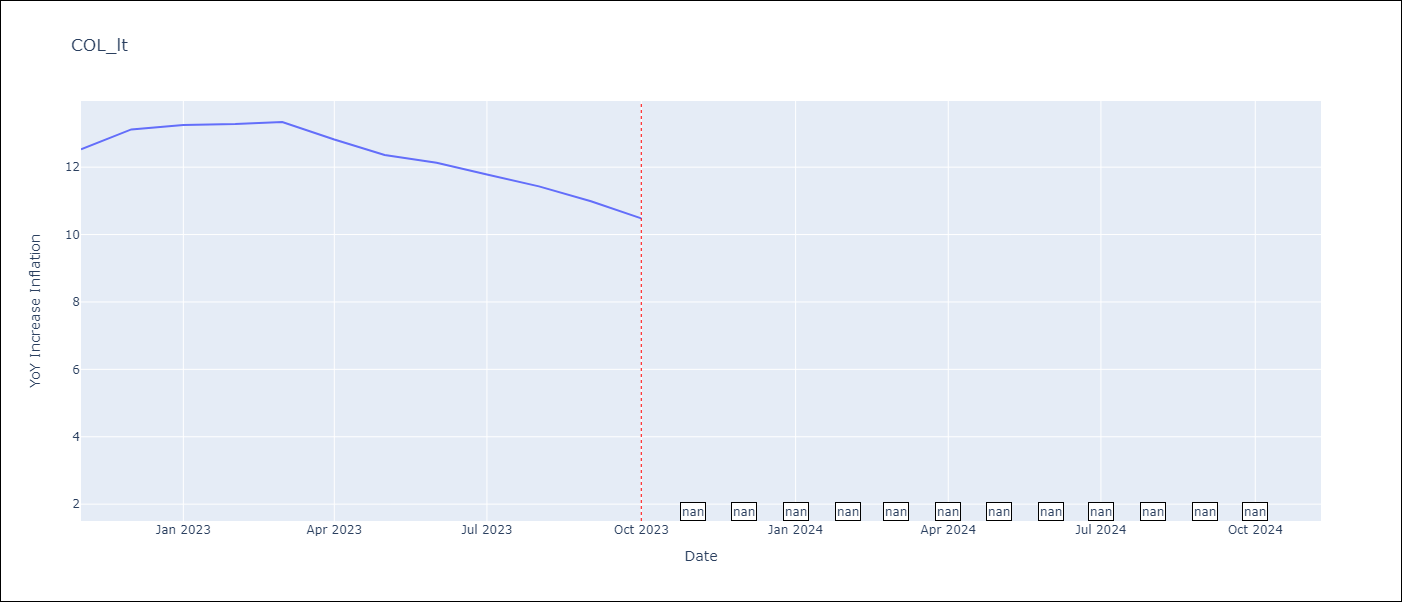 COL_lt
YoY Increase Inflation
12
10
8
6
4
2
nan nan nan nan nan nan nan nan nan nan nan nan
Jan 2023 Apr 2023 Jul 2023 Oct 2023 Jan 2024 Apr 2024 Jul 2024 Oct 2024
Date